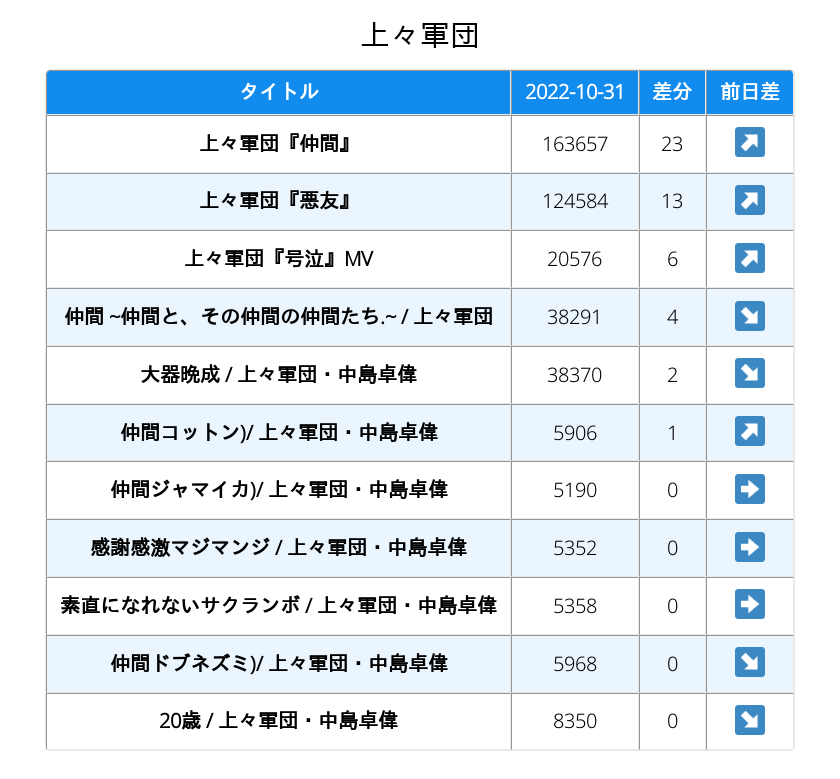 上々軍団
タイトル 2022-10-31 差分 前日差
上々軍団『仲間』 163657 23 ↗
上々軍団『悪友』 124584 13 ↗
上々軍団『号泣』MV 20576 6 ↗
仲間 ~仲間と、その仲間の仲間たち.~ / 上々軍団 38291 4 ↘
大器晩成 / 上々軍団・中島卓偉 38370 2 ↘
仲間コットン)/ 上々軍団・中島卓偉 5906 1 ↗
仲間ジャマイカ)/ 上々軍団・中島卓偉 5190 0 ➡
感謝感激マジマンジ / 上々軍団・中島卓偉 5352 0 ➡
素直になれないサクランボ / 上々軍団・中島卓偉 5358 0 ➡
仲間ドブネズミ)/ 上々軍団・中島卓偉 5968 0 ↘
20歳 / 上々軍団・中島卓偉 8350 0 ↘